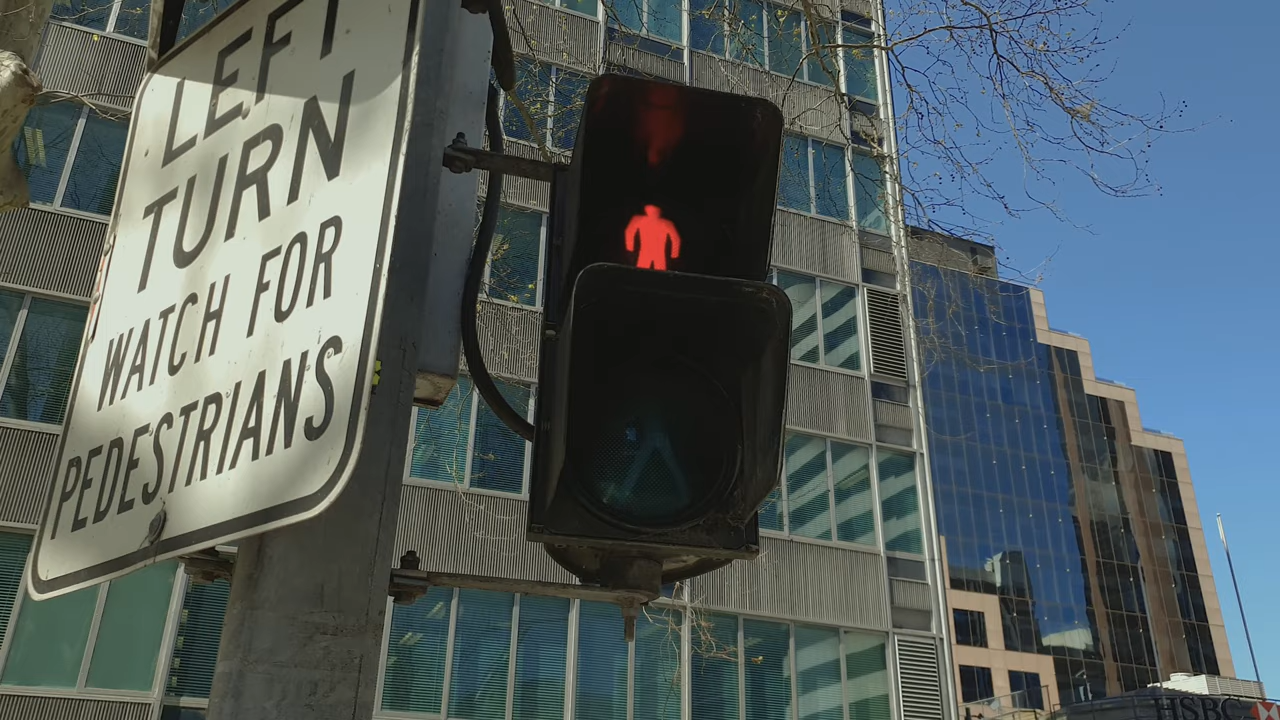 LEFT
TURN
WATCH FOR
PEDESTRIANS
HSBC